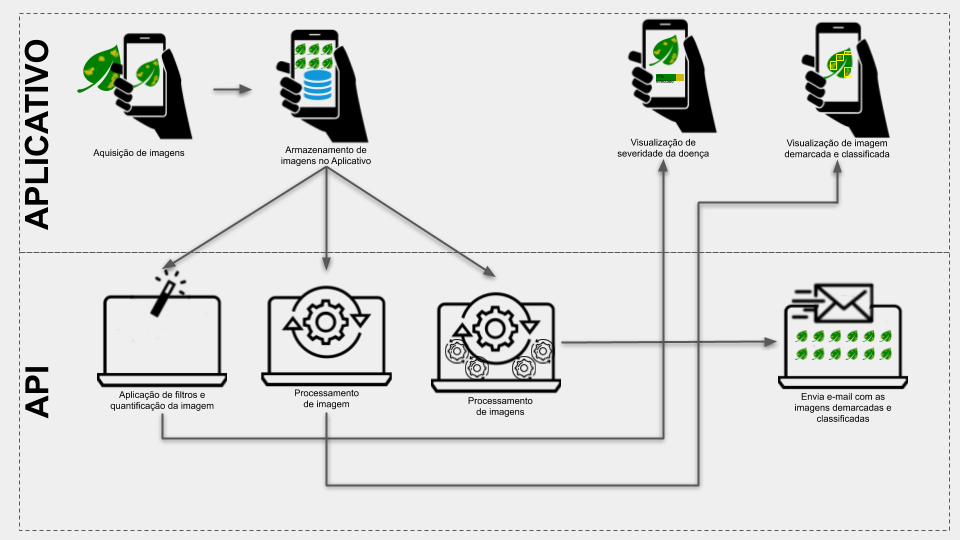 APLICATIVO
Aquisição de imagens
Armazenamento de
imagens no Aplicativo
Visualização de
severidade da doença
Visualização de imagem
demarcada e classificada
API
Aplicação de filtros e
quantificação da imagem
Processamento
de imagem
Processamento
de imagens
Envia e-mail com as
imagens demarcadas e
classificadas